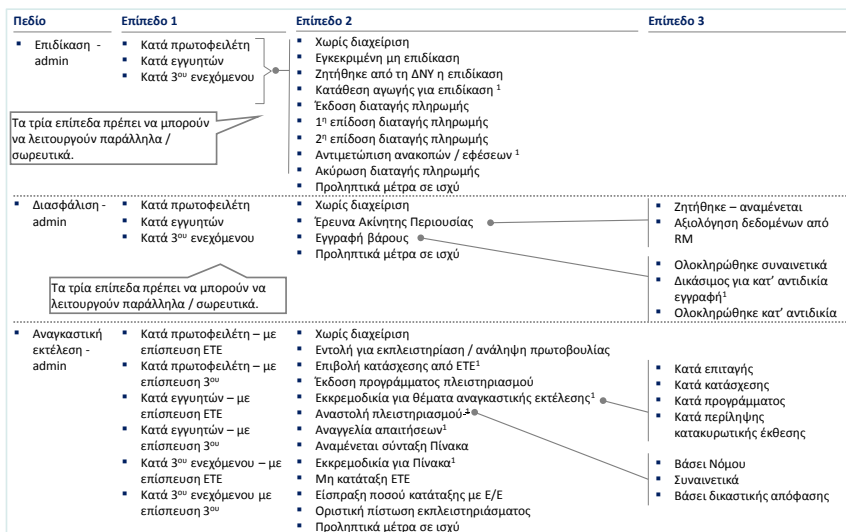 Πεδίο
Επίπεδο 1
Επίπεδο 2
Επίπεδο 3
Επιδίκαση -
admin
Κατά πρωτοφειλέτη
Κατά εγγυητών
Κατά 3ου ενεχόμενου
Τα τρία επίπεδα πρέπει να μπορούν
να λειτουργούν παράλληλα /
σωρευτικά.
Χωρίς διαχείριση
Εγκεκριμένη μη επιδίκαση
Ζητήθηκε από τη ΔΝΥ η επιδίκαση
Κατάθεση αγωγής για επιδίκαση 1
Έκδοση διαταγής πληρωμής
1η επίδοση διαταγής πληρωμής
2η επίδοση διαταγής πληρωμής
Αντιμετώπιση ανακοπών / εφέσεων 1
Ακύρωση διαταγής πληρωμής
Προληπτικά μέτρα σε ισχύ
Διασφάλιση -
admin
Κατά πρωτοφειλέτη
Κατά εγγυητών
Κατά 3ου ενεχόμενου
Τα τρία επίπεδα πρέπει να μπορούν να
λειτουργούν παράλληλα / σωρευτικά.
Χωρίς διαχείριση
Έρευνα Ακίνητης Περιουσίας
Εγγραφή βάρους
Προληπτικά μέτρα σε ισχύ
Ζητήθηκε – αναμένεται
Αξιολόγηση δεδομένων από
RM
Ολοκληρώθηκε συναινετικά
Δικάσιμος για κατ’ αντιδικία
εγγραφή1
Ολοκληρώθηκε κατ’ αντιδικία
Αναγκαστική
εκτέλεση -
admin
Κατά πρωτοφειλέτη – με
επίσπευση ΕΤΕ
Κατά πρωτοφειλέτη – με
επίσπευση 3ου
Κατά εγγυητών – με
επίσπευση ΕΤΕ
Κατά εγγυητών – με
επίσπευση 3ου
Κατά 3ου ενεχόμενου – με
επίσπευση ΕΤΕ
Κατά 3ου ενεχόμενου με
επίσπευση 3ου
Χωρίς διαχείριση
Εντολή για εκπλειστηρίαση / ανάληψη πρωτοβουλίας
Επιβολή κατάσχεσης από ΕΤΕ1
Έκδοση προγράμματος πλειστηριασμού
Εκκρεμοδικία για θέματα αναγκαστικής εκτέλεσης1
Αναστολή πλειστηριασμού 1
Αναγγελία απαιτήσεων1
Αναμένεται σύνταξη Πίνακα
Εκκρεμοδικία για Πίνακα1
Μη κατάταξη ΕΤΕ
Είσπραξη ποσού κατάταξης με Ε/Ε
Οριστική πίστωση εκπλειστηριάσματος
Προληπτικά μέτρα σε ισχύ
Κατά επιταγής
Κατά κατάσχεσης
Κατά προγράμματος
Κατά περίληψης
κατακυρωτικής έκθεσης
Βάσει Νόμου
Συναινετικά
Βάσει δικαστικής απόφασης